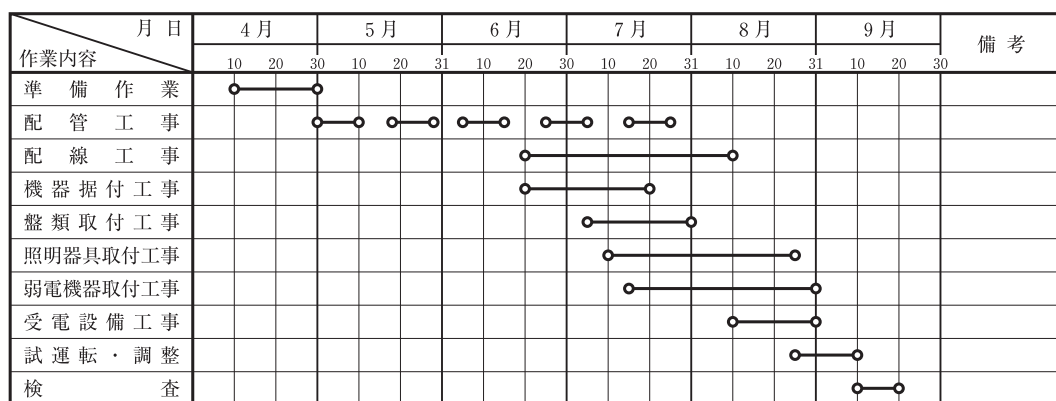 月 日 4月 5月 6月 7月 8月 9月 備考
作業内容 10 20 30 10 20 31 10 20 30 10 20 31 10 20 31 10 20 30
準備作業
配管工事
配線工事
機器据付工事
盤類取付工事
照明器具取付工事
弱電機器取付工事
受電設備工事
試運転・調整
検査